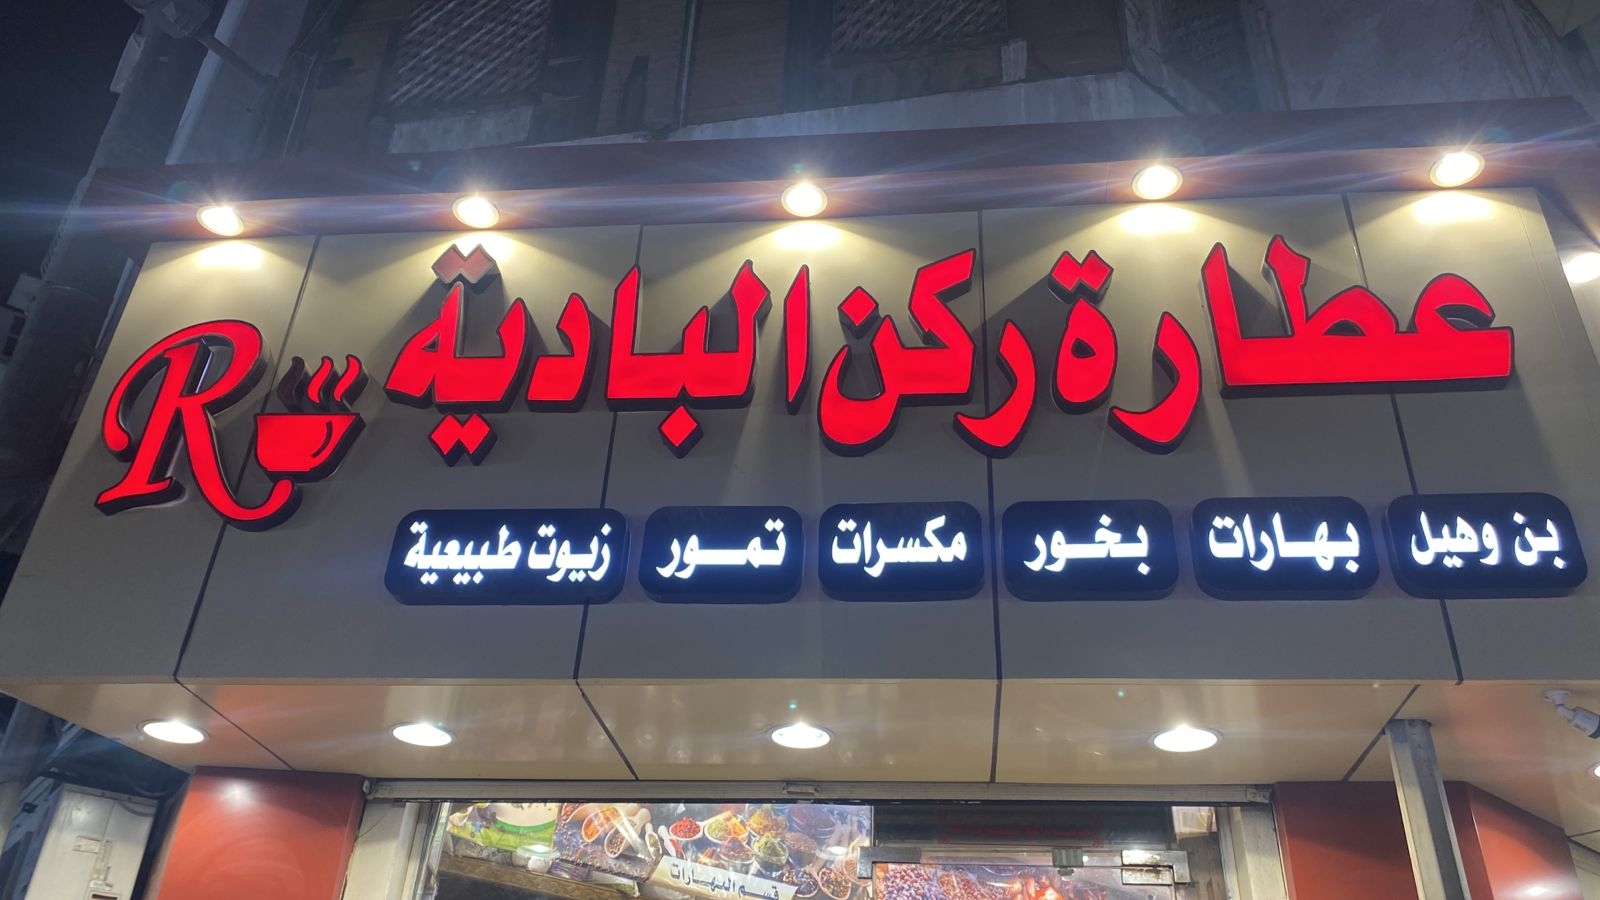 عطارة ركن البادية
R
بن وهيل
بهارات
بخور
مكسرات
تمور
زيوت طبيعية
قسم البهارات